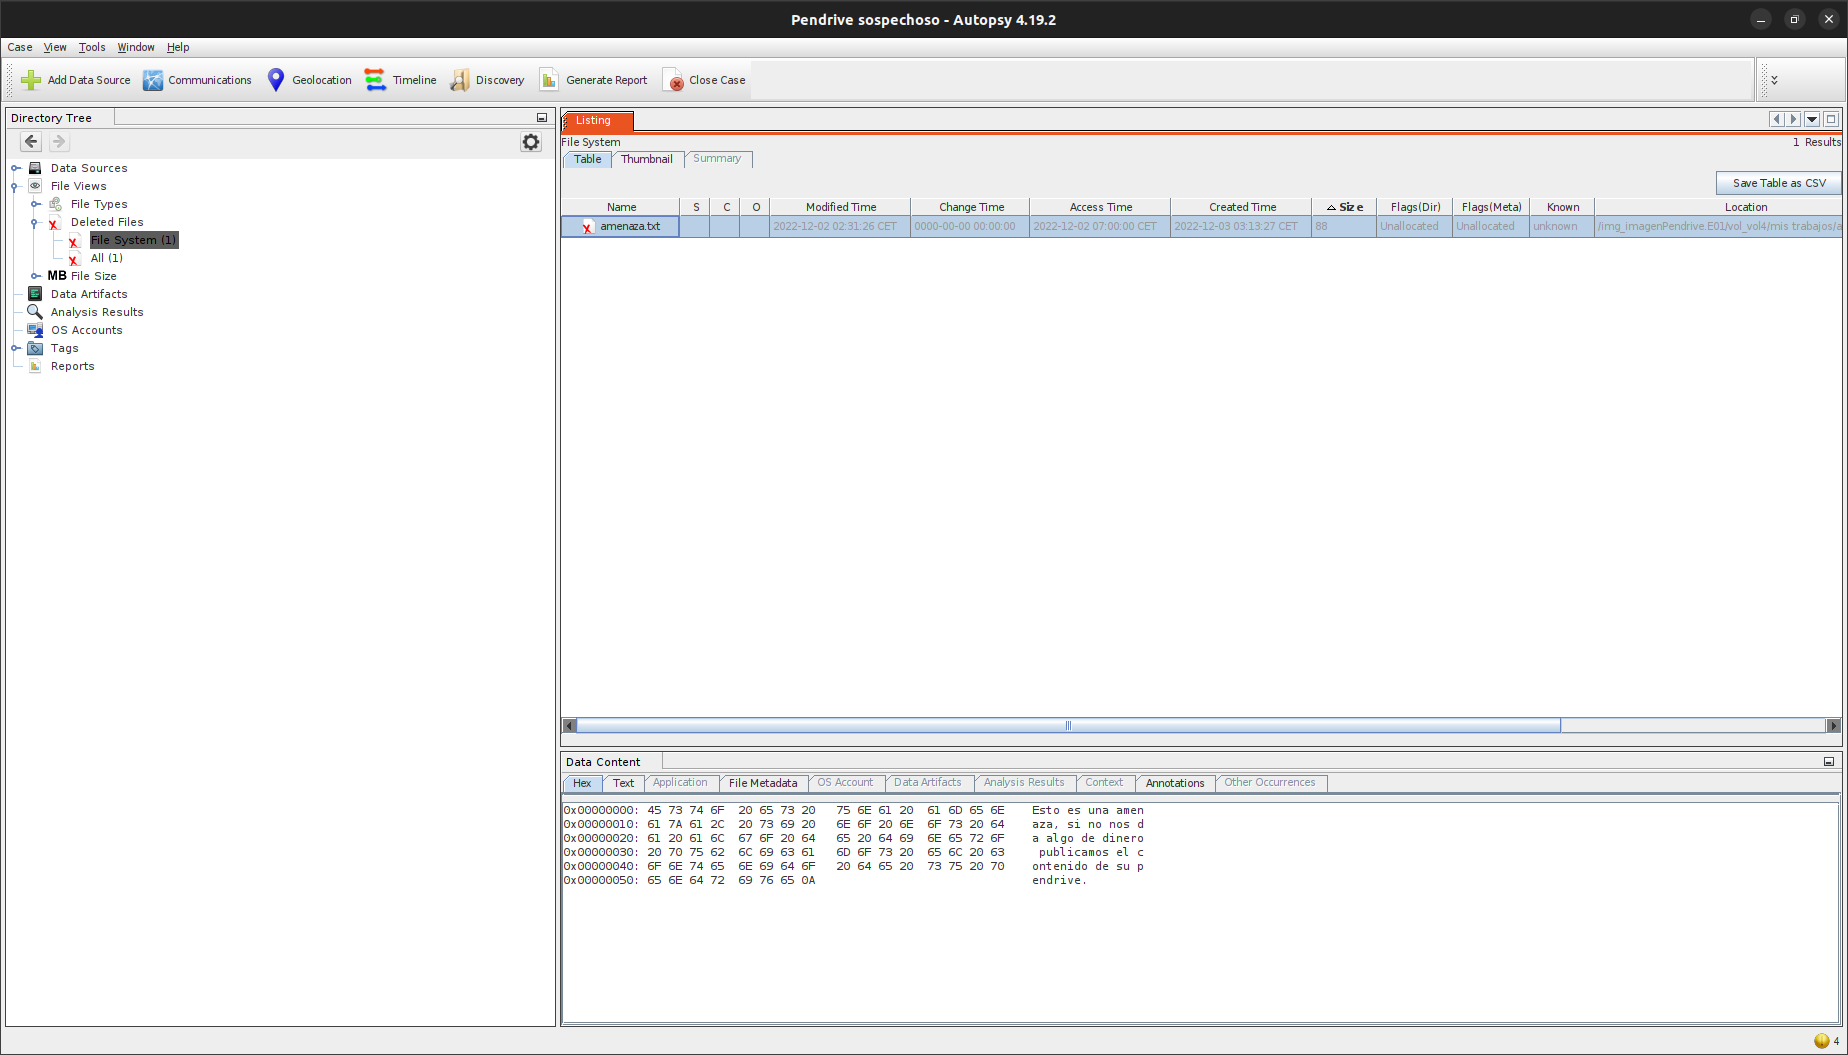 Pendrive sospechoso - Autopsy 4.19.2
Case View Tools Window Help
Add Data Source Communications Geolocation Timeline Discovery Generate Report Close Case
Directory Tree
Data Sources
File Views
File Types
Deleted Files
File System (1)
All (1)
MB File Size
Data Artifacts
Analysis Results
OS Accounts
Tags
Reports
Listing
File System
1 Results
Table Thumbnail Summary
Save Table as CSV
Name S C O Modified Time Change Time Access Time Created Time Size Flags(Dir) Flags(Meta) Known Location
amenaza.txt 2022-12-02 02:31:26 CET 0000-00-00 00:00:00 2022-12-02 07:00:00 CET 2022-12-03 03:13:27 CET 88 Unallocated Unallocated unknown /img_imagenPendrive.E01/vol_vol4/mis trabajos/a
Data Content
Hex Text Application File Metadata OS Account Data Artifacts Analysis Results Context Annotations Other Occurrences
0x00000000: 45 73 74 6F 20 65 73 20 75 6E 61 20 61 6D 65 6E Esto es una amen
0x00000010: 61 7A 61 2C 20 73 69 20 6E 6F 20 6E 6F 73 20 64 aza, si no nos d
0x00000020: 61 20 61 6C 67 6F 20 64 65 20 64 69 6E 65 72 6F a algo de dinero
0x00000030: 20 70 75 62 6C 69 63 61 6D 6F 73 20 65 6C 20 63 publicamos el c
0x00000040: 6F 6E 74 65 6E 69 64 6F 20 64 65 20 73 75 20 70 ontenido de su p
0x00000050: 65 6E 64 72 69 76 65 0A endrive.
4